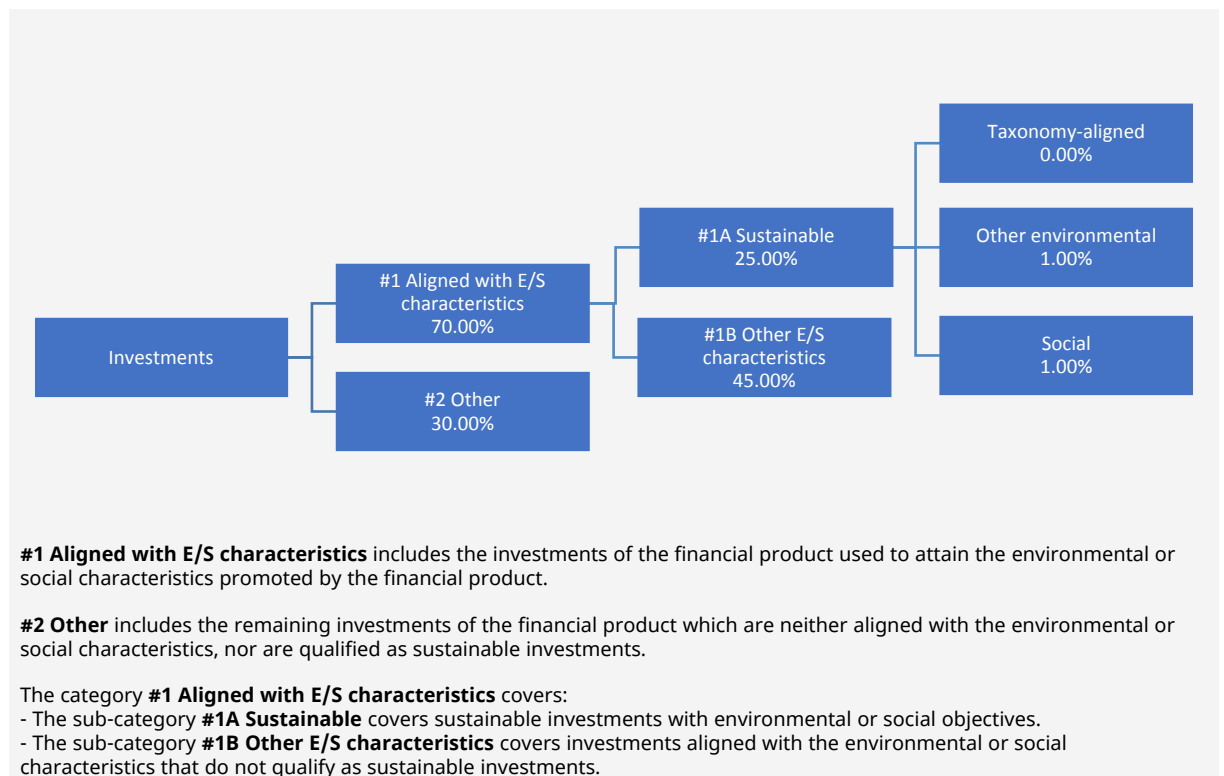 Taxonomy-aligned
0.00%
#1A Sustainable
25.00%
Other environmental
1.00%
#1 Aligned with E/S
characteristics
70.00%
Investments
#1B Other E/S
characteristics
45.00%
Social
1.00%
#2 Other
30.00%
#1 Aligned with E/S characteristics includes the investments of the financial product used to attain the environmental or
social characteristics promoted by the financial product.
#2 Other includes the remaining investments of the financial product which are neither aligned with the environmental or
social characteristics, nor are qualified as sustainable investments.
The category #1 Aligned with E/S characteristics covers:
- The sub-category #1A Sustainable covers sustainable investments with environmental or social objectives.
- The sub-category #1B Other E/S characteristics covers investments aligned with the environmental or social
characteristics that do not qualify as sustainable investments.